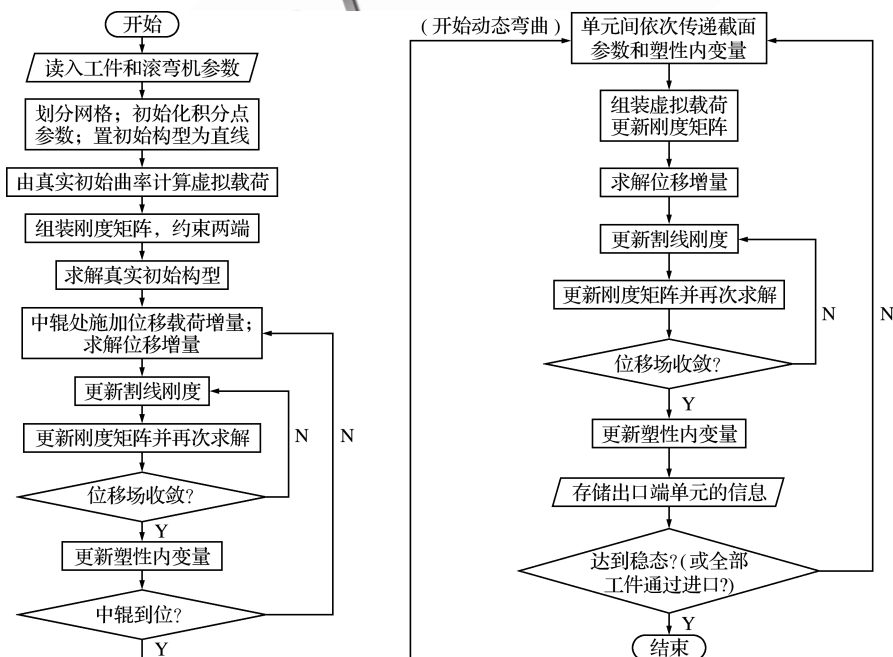 开始
读入工件和滚弯机参数
划分网格；初始化积分点
参数；置初始构型为直线
由真实初始曲率计算虚拟载荷
组装刚度矩阵，约束两端
求解真实初始构型
中辊处施加位移载荷增量；
求解位移增量
更新割线刚度
更新刚度矩阵并再次求解
N
N
位移场收敛?
Y
更新塑性内变量
中辊到位?
Y
(开始动态弯曲)
单元间依次传递截面
参数和塑性内变量
组装虚拟载荷
更新刚度矩阵
求解位移增量
更新割线刚度
更新刚度矩阵并再次求解
N
N
位移场收敛?
Y
更新塑性内变量
存储出口端单元的信息
达到稳态?(或全部
工件通过进口?)
Y
结束